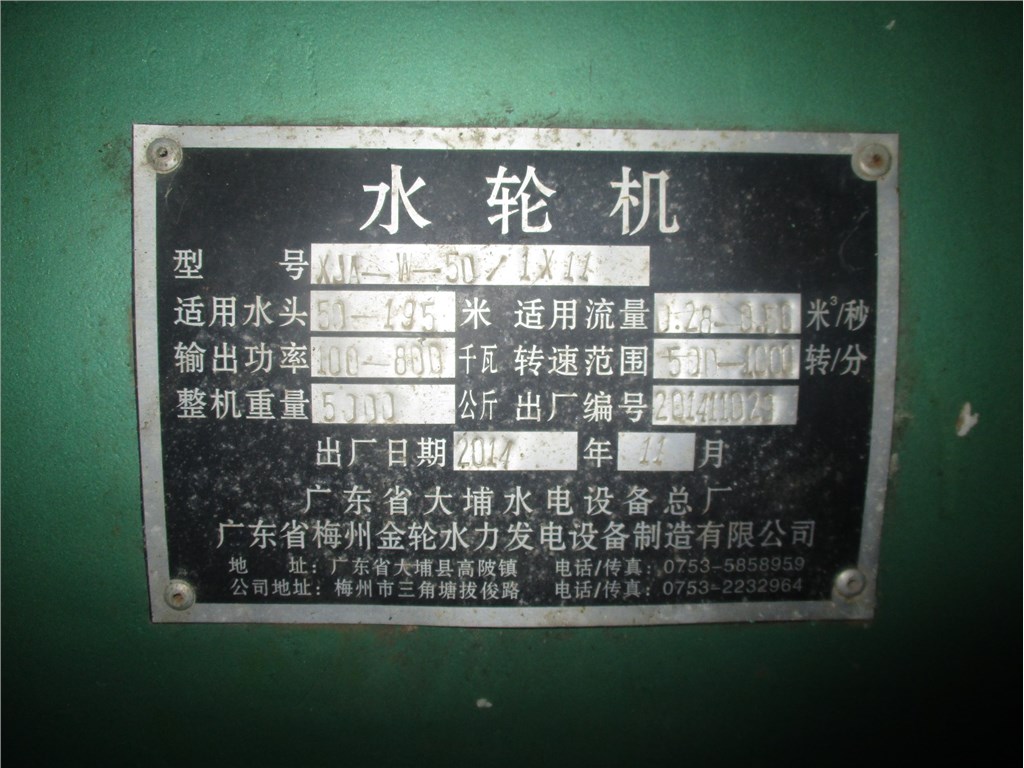 水轮机
型号 XJA-W-50/1X11
适用水头 50-195 米 适用流量 0.28-0.60 米³/秒
输出功率 100-800 千瓦 转速范围 500-1000 转/分
整机重量 5000 公斤 出厂编号
出厂日期 2014 年 11 月
广东省大埔水电设备总厂
广东省梅州金轮水力发电设备制造有限公司
地址：广东省大埔县高陂镇 电话/传真：0753-5858959
公司地址：梅州市三角塘拔俊路 电话/传真：0753-2232964